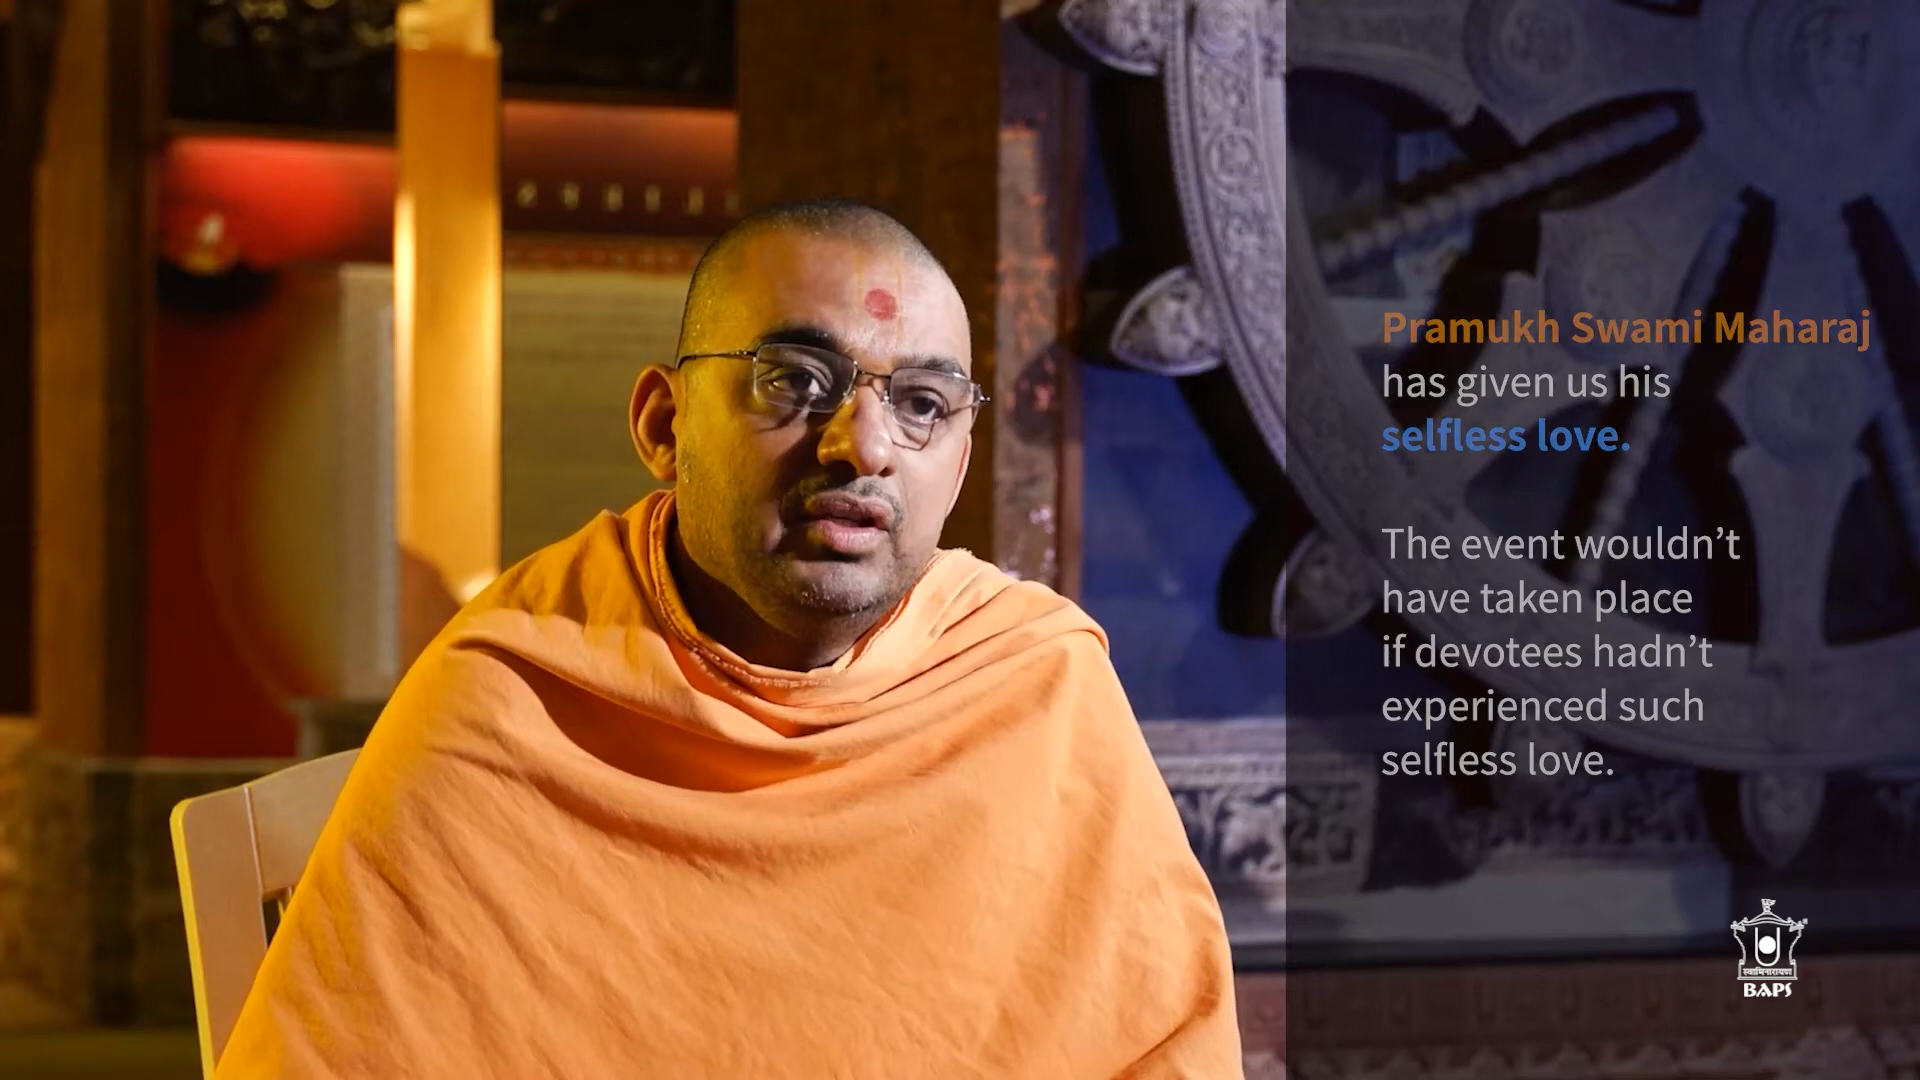 Pramukh Swami Maharaj
has given us his
selfless love.
The event wouldn’t
have taken place
if devotees hadn’t
experienced such
selfless love.
स्वामिनारायण
BAPS